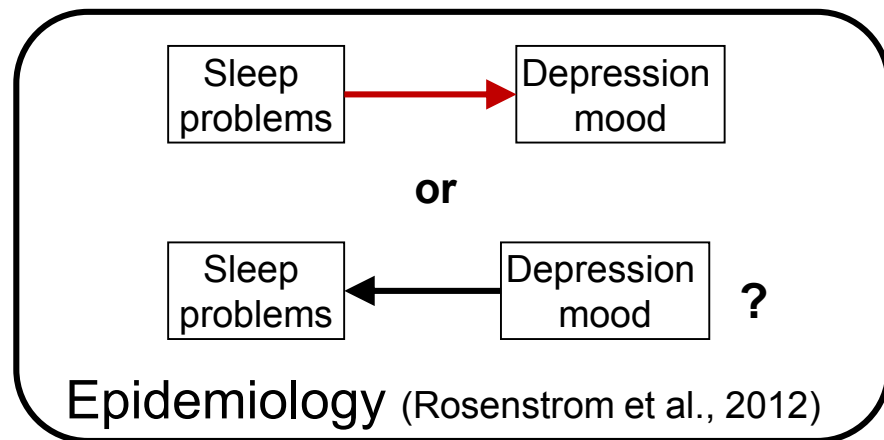 Sleep
problems
Depression
mood
or
Sleep
problems
Depression
mood
?
Epidemiology (Rosenstrom et al., 2012)